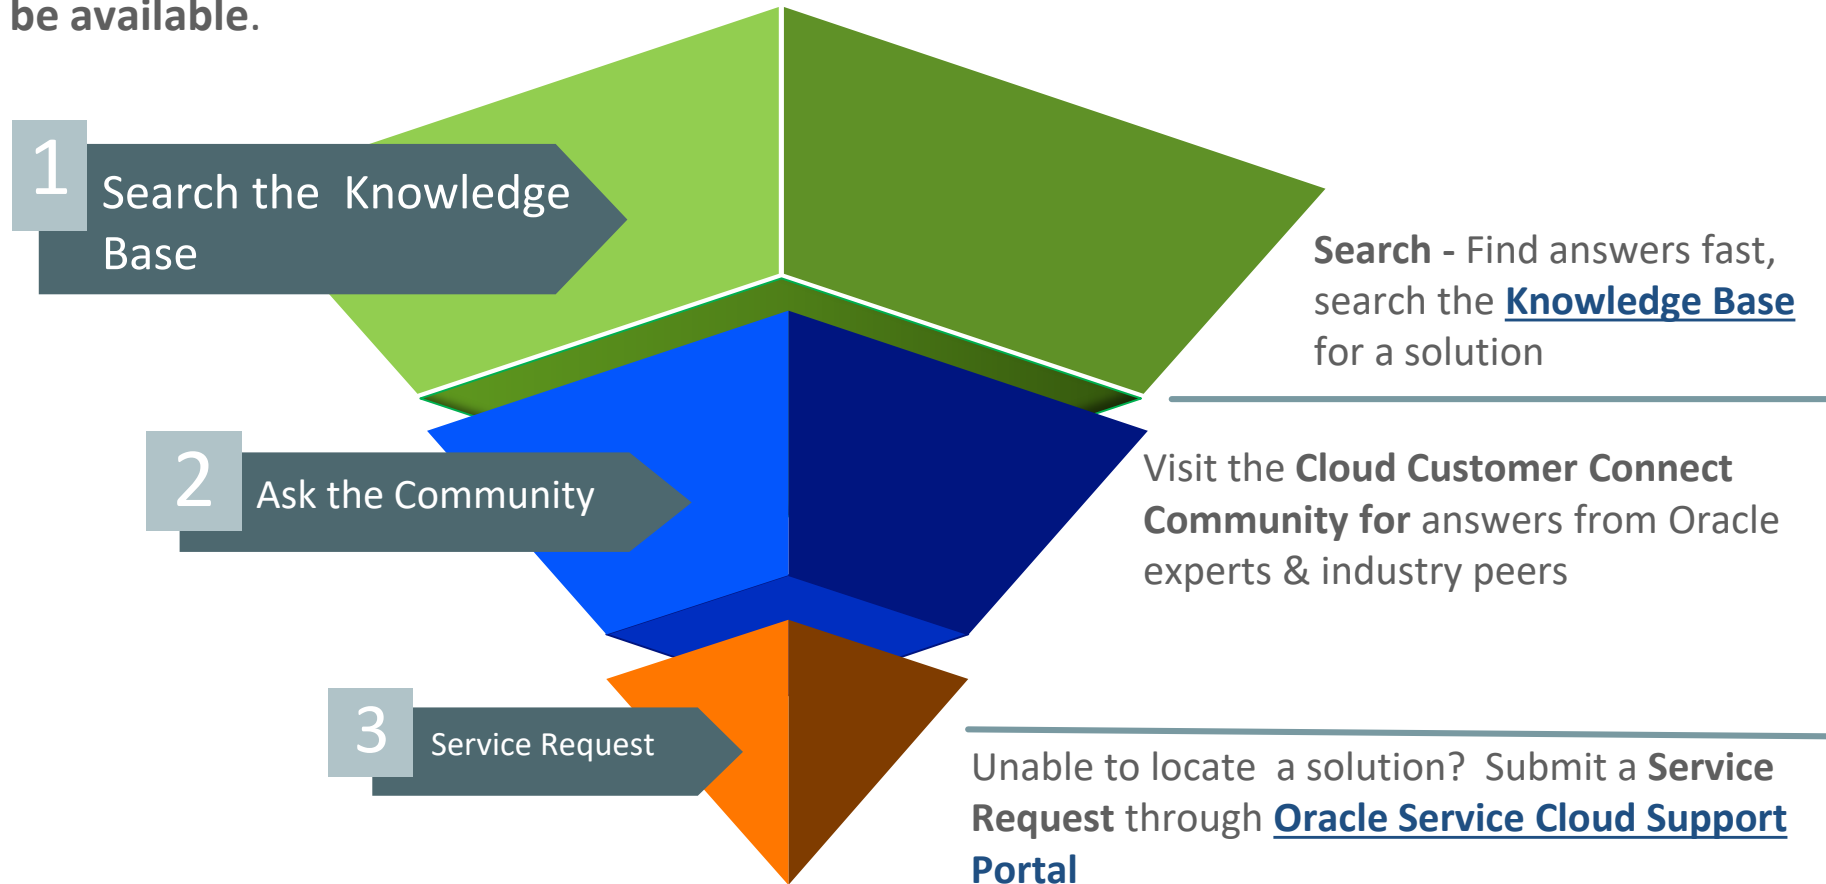 be available.
1
Search the Knowledge
Base
Search - Find answers fast,
search the Knowledge Base
for a solution
2
Ask the Community
Visit the Cloud Customer Connect
Community for answers from Oracle
experts & industry peers
3
Service Request
Unable to locate a solution? Submit a Service
Request through Oracle Service Cloud Support
Portal